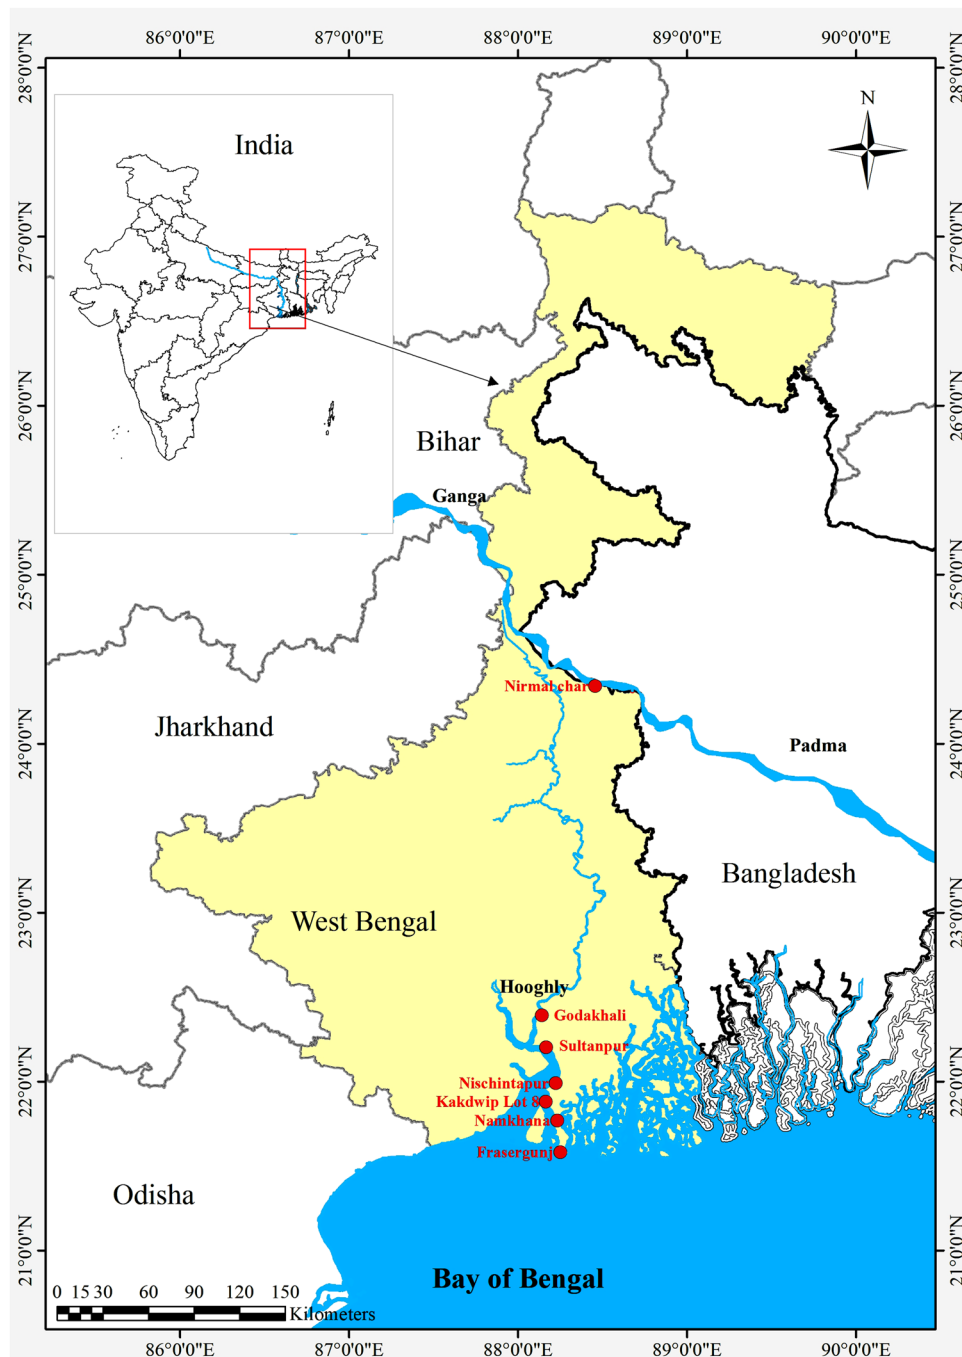 86°0'0"E 87°0'0"E 88°0'0"E 89°0'0"E 90°0'0"E
28°0'0"N
28°0'0"N
N
India
27°0'0"N
27°0'0"N
26°0'0"N
26°0'0"N
Bihar
Ganga
25°0'0"N
25°0'0"N
Nirmal char
Jharkhand
Padma
24°0'0"N
24°0'0"N
Bangladesh
West Bengal
23°0'0"N
23°0'0"N
Hooghly
Godakhali
Sultanpur
22°0'0"N
22°0'0"N
Nischintapur
Kakdwip Lot 8
Namkhana
Frasergunj
Odisha
21°0'0"N
21°0'0"N
Bay of Bengal
0 15 30 60 90 120 150
Kilometers
86°0'0"E 87°0'0"E 88°0'0"E 89°0'0"E 90°0'0"E